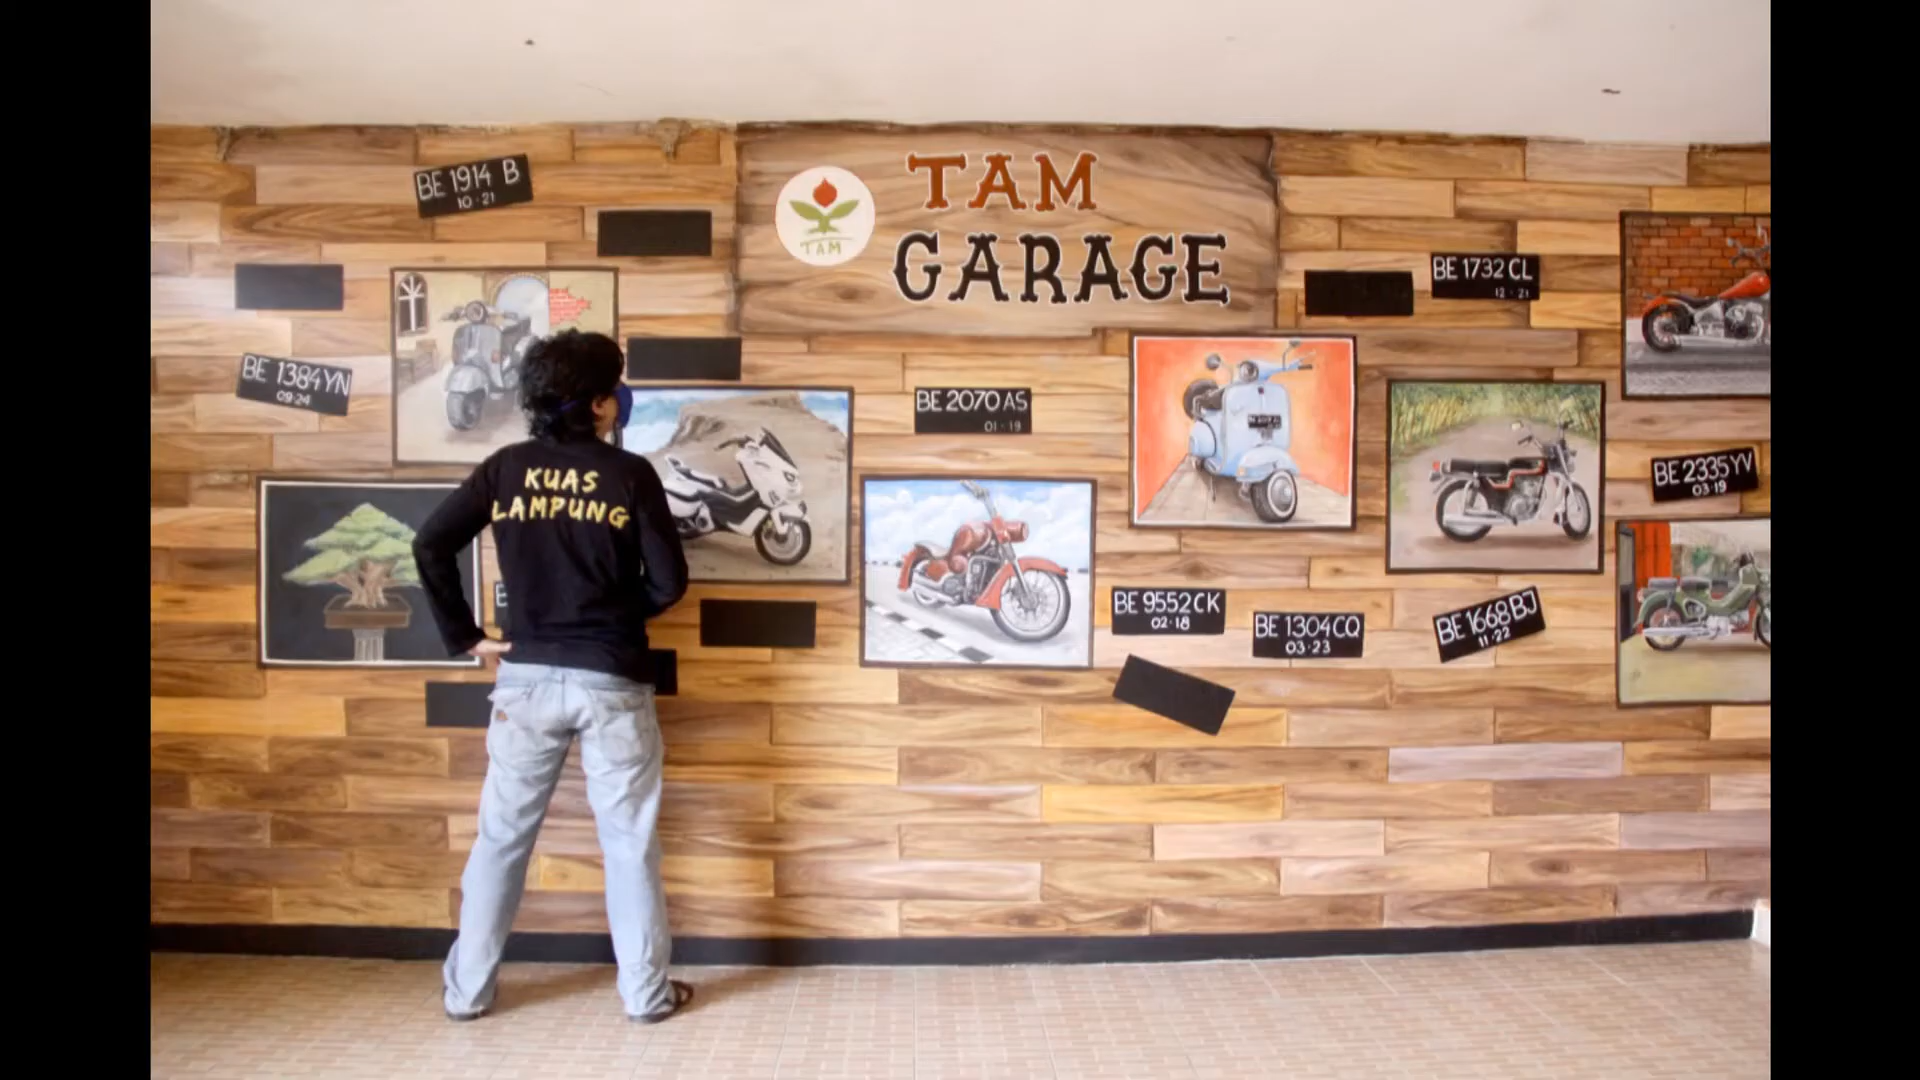 BE 1914 B
10-21
TAM
TAM
GARAGE
BE 1732 CL
12-21
BE 1384 YN
09-24
BE 2070 AS
01-19
BE 2335 YV
03-19
KUAS
LAMPUNG
BE 9552 CK
02-18
BE 1304 CQ
03-23
BE 1668 BJ
11-22